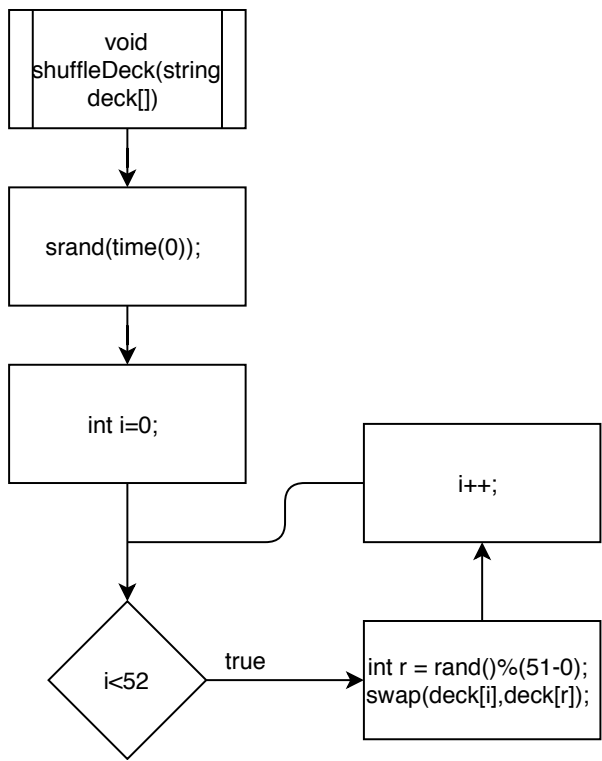 void
shuffleDeck(string
deck[])
srand(time(0));
int i=0;
i++;
i<52
true
int r = rand()%(51-0);
swap(deck[i],deck[r]);